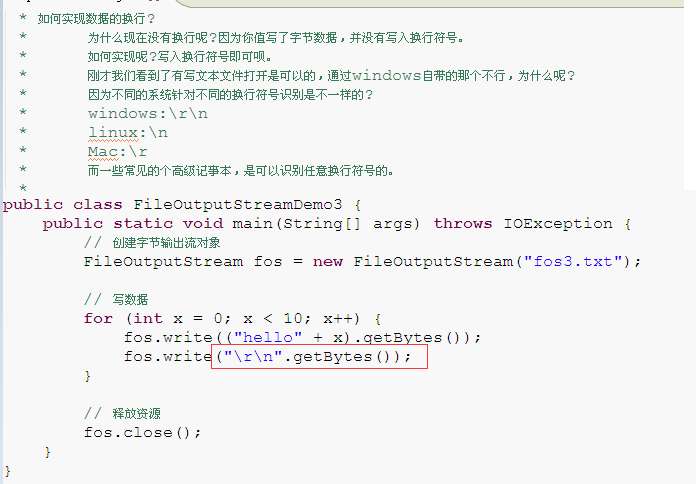 * 如何实现数据的换行？
* 为什么现在没有换行呢？因为你值写了字节数据，并没有写入换行符号。
* 如何实现呢？写入换行符号即可呗。
* 刚才我们看到了有写文本文件打开是可以的，通过windows自带的那个不行，为什么呢？
* 因为不同的系统针对不同的换行符号识别是不一样的？
* windows:\r\n
* linux:\n
* Mac:\r
* 而一些常见的个高级记事本，是可以识别任意换行符号的。
*
public class FileOutputStreamDemo3 {
public static void main(String[] args) throws IOException {
// 创建字节输出流对象
FileOutputStream fos = new FileOutputStream("fos3.txt");
// 写数据
for (int x = 0; x < 10; x++) {
fos.write(("hello" + x).getBytes());
fos.write("\r\n".getBytes());
}
// 释放资源
fos.close();
}
}